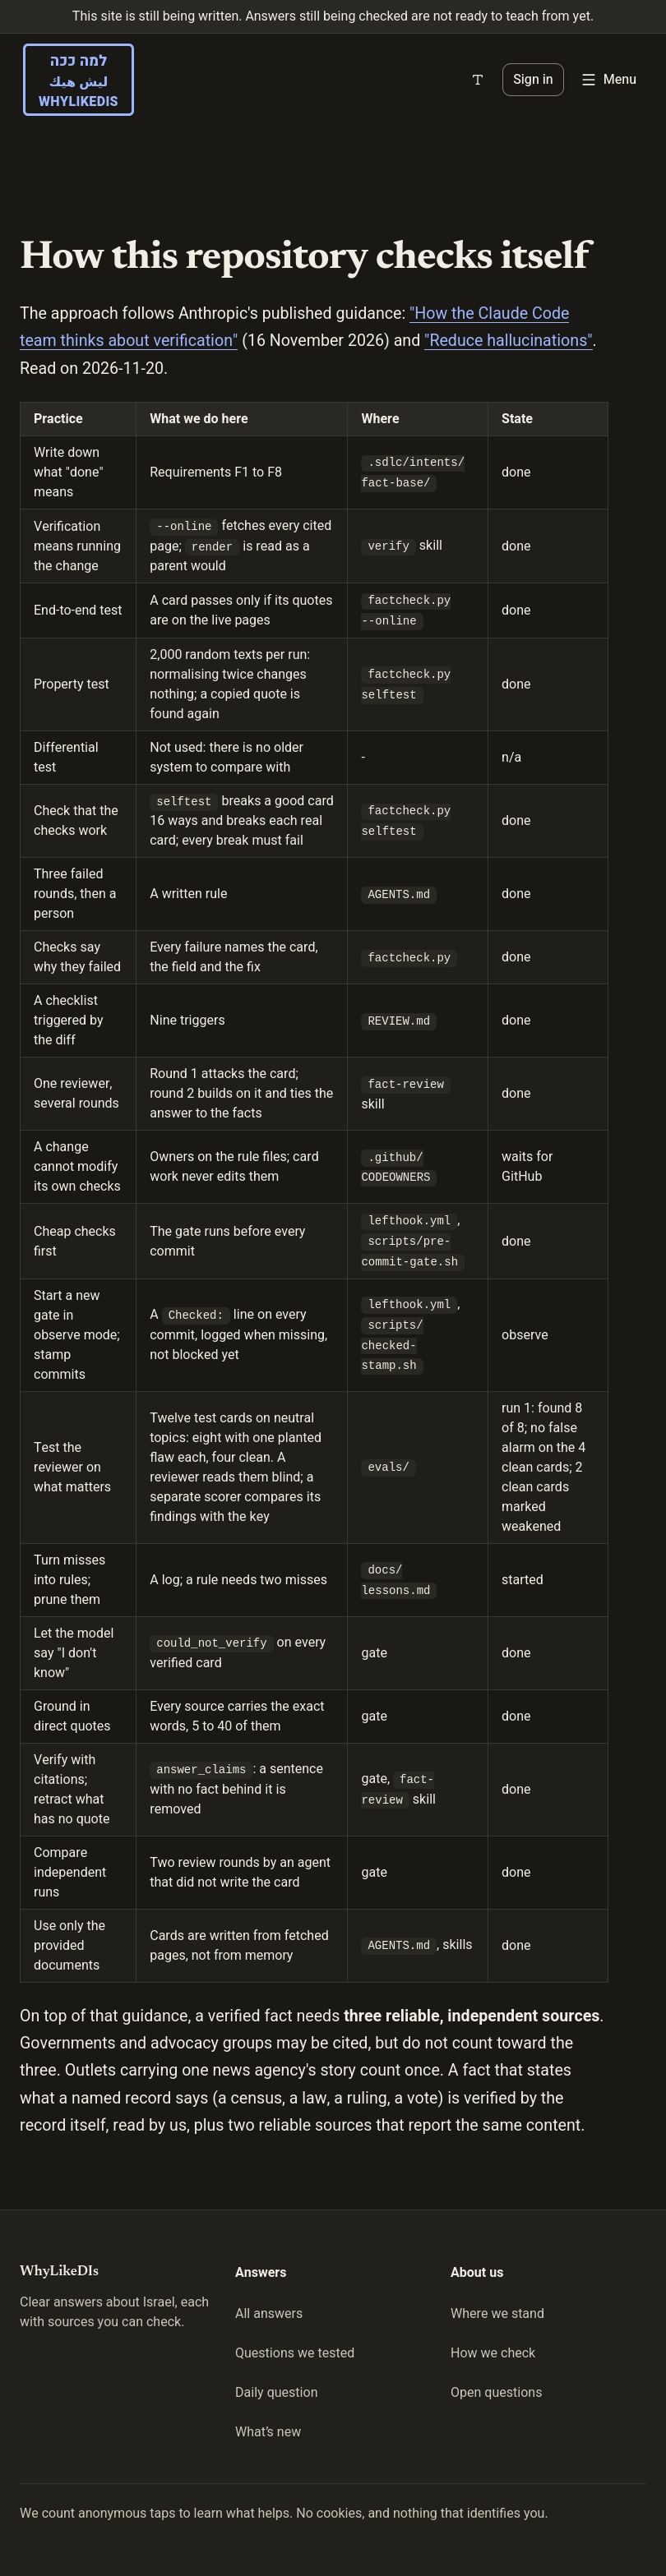 This site is still being written. Answers still being checked are not ready to teach from yet.
למה ככה
ليش هيك
WHYLIKEDIS
T
Sign in
Menu
How this repository checks itself
The approach follows Anthropic's published guidance: "How the Claude Code
team thinks about verification" (16 November 2026) and "Reduce hallucinations".
Read on 2026-11-20.
Practice What we do here Where State
Write down
what "done"
means
Requirements F1 to F8
.sdlc/intents/
fact-base/
done
Verification
means running
the change
--online fetches every cited
page; render is read as a
parent would
verify skill
done
End-to-end test
A card passes only if its quotes
are on the live pages
factcheck.py
--online
done
Property test
2,000 random texts per run:
normalising twice changes
nothing; a copied quote is
found again
factcheck.py
selftest
done
Differential
test
Not used: there is no older
system to compare with
-
n/a
Check that the
checks work
selftest breaks a good card
16 ways and breaks each real
card; every break must fail
factcheck.py
selftest
done
Three failed
rounds, then a
person
A written rule
AGENTS.md
done
Checks say
why they failed
Every failure names the card,
the field and the fix
factcheck.py
done
A checklist
triggered by
the diff
Nine triggers
REVIEW.md
done
One reviewer,
several rounds
Round 1 attacks the card;
round 2 builds on it and ties the
answer to the facts
fact-review
skill
done
A change
cannot modify
its own checks
Owners on the rule files; card
work never edits them
.github/
CODEOWNERS
waits for
GitHub
Cheap checks
first
The gate runs before every
commit
lefthook.yml,
scripts/pre-
commit-gate.sh
done
Start a new
gate in
observe mode;
stamp
commits
A Checked: line on every
commit, logged when missing,
not blocked yet
lefthook.yml,
scripts/
checked-
stamp.sh
observe
Test the
reviewer on
what matters
Twelve test cards on neutral
topics: eight with one planted
flaw each, four clean. A
reviewer reads them blind; a
separate scorer compares its
findings with the key
evals/
run 1: found 8
of 8; no false
alarm on the 4
clean cards; 2
clean cards
marked
weakened
Turn misses
into rules;
prune them
A log; a rule needs two misses
docs/
lessons.md
started
Let the model
say "I don't
know"
could_not_verify on every
verified card
gate
done
Ground in
direct quotes
Every source carries the exact
words, 5 to 40 of them
gate
done
Verify with
citations;
retract what
has no quote
answer_claims: a sentence
with no fact behind it is
removed
gate, fact-
review skill
done
Compare
independent
runs
Two review rounds by an agent
that did not write the card
gate
done
Use only the
provided
documents
Cards are written from fetched
pages, not from memory
AGENTS.md, skills
done
On top of that guidance, a verified fact needs three reliable, independent sources.
Governments and advocacy groups may be cited, but do not count toward the
three. Outlets carrying one news agency's story count once. A fact that states
what a named record says (a census, a law, a ruling, a vote) is verified by the
record itself, read by us, plus two reliable sources that report the same content.
WhyLikeDIs
Clear answers about Israel, each
with sources you can check.
Answers
All answers
Questions we tested
Daily question
What's new
About us
Where we stand
How we check
Open questions
We count anonymous taps to learn what helps. No cookies, and nothing that identifies you.